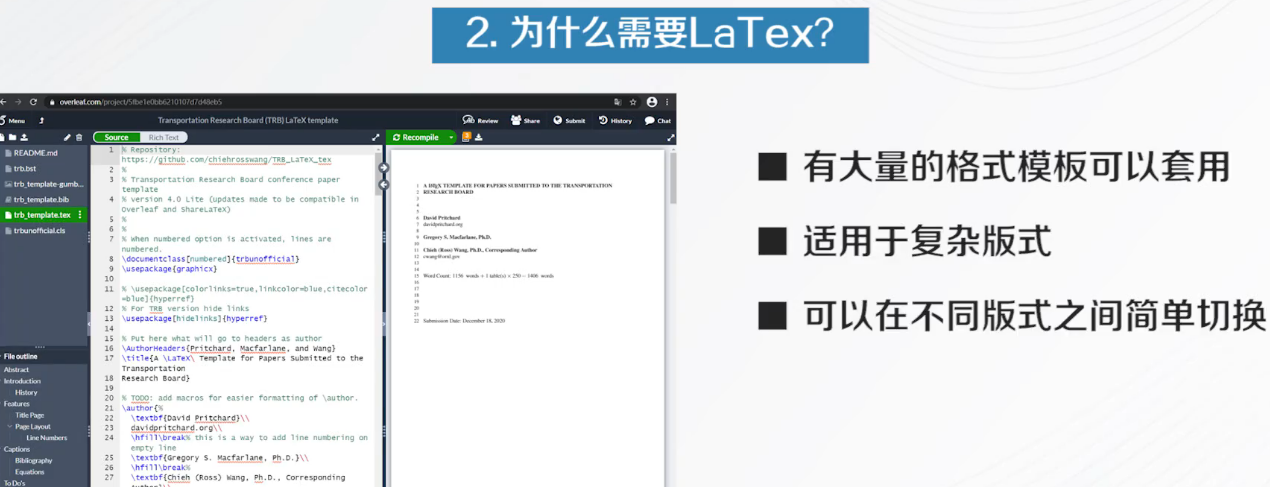 2. 为什么需要LaTex?
overleaf.com/project/5fbe1e0bb6210107d7d48eb5
Menu
Transportation Research Board (TRB) LaTeX template
Review
Share
Submit
History
Chat
Source
Rich Text
Recompile
3
README.md
trb.bst
trb_template-gumb...
trb_template.bib
trb_template.tex
trbunofficial.cls
File outline
Abstract
Introduction
History
Features
Title Page
Page Layout
Line Numbers
Captions
Bibliography
Equations
To Do's
1 % Repository:
https://github.com/chiehrosswang/TRB_LaTeX_tex
2 %
3 % Transportation Research Board conference paper
template
4 % version 4.0 Lite (updates made to be compatible in
Overleaf and ShareLaTeX)
5 %
6 %
7 % When numbered option is activated, lines are
numbered.
8 \documentclass[numbered]{trbunofficial}
9 \usepackage{graphicx}
10
11 % \usepackage[colorlinks=true,linkcolor=blue,citecolor
=blue]{hyperref}
12 % For TRB version hide links
13 \usepackage[hidelinks]{hyperref}
14
15 % Put here what will go to headers as author
16 \AuthorHeaders{Pritchard, Macfarlane, and Wang}
17 \title{A \LaTeX\ Template for Papers Submitted to the
Transportation
18 Research Board}
19
20 % TODO: add macros for easier formatting of \author.
21 \author{%
22 \textbf{David Pritchard}\\
23 davidpritchard.org\\
24 \hfill\break% this is a way to add line numbering on
empty line
25 \textbf{Gregory S. Macfarlane, Ph.D.}\\
26 \hfill\break%
27 \textbf{Chieh (Ross) Wang, Ph.D., Corresponding
Author}\\
1 A LATEX TEMPLATE FOR PAPERS SUBMITTED TO THE TRANSPORTATION
2 RESEARCH BOARD
3
4
5
6 David Pritchard
7 davidpritchard.org
8
9 Gregory S. Macfarlane, Ph.D.
10
11 Chieh (Ross) Wang, Ph.D., Corresponding Author
12 cwang@ornl.gov
13
14
15 Word Count: 1156 words + 1 table(s) × 250 = 1406 words
16
17
18
19
20
21
22 Submission Date: December 18, 2020
有大量的格式模板可以套用
适用于复杂版式
可以在不同版式之间简单切换